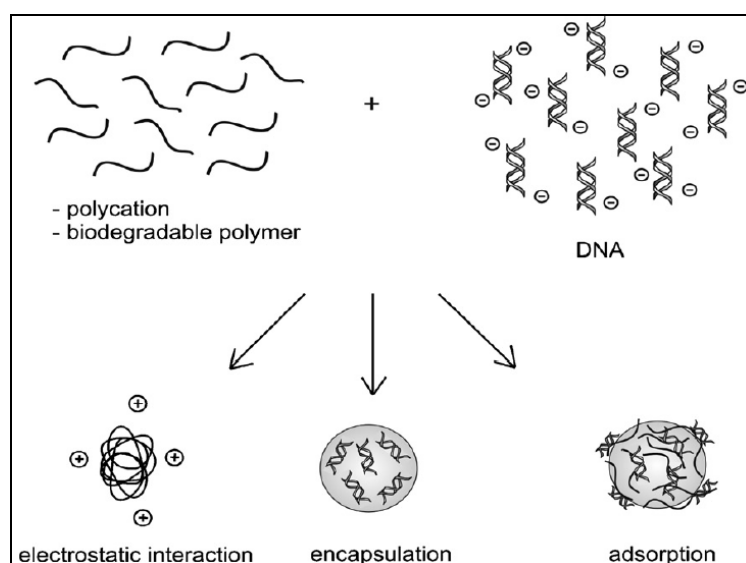 +
- polycation
- biodegradable polymer
DNA
electrostatic interaction
encapsulation
adsorption